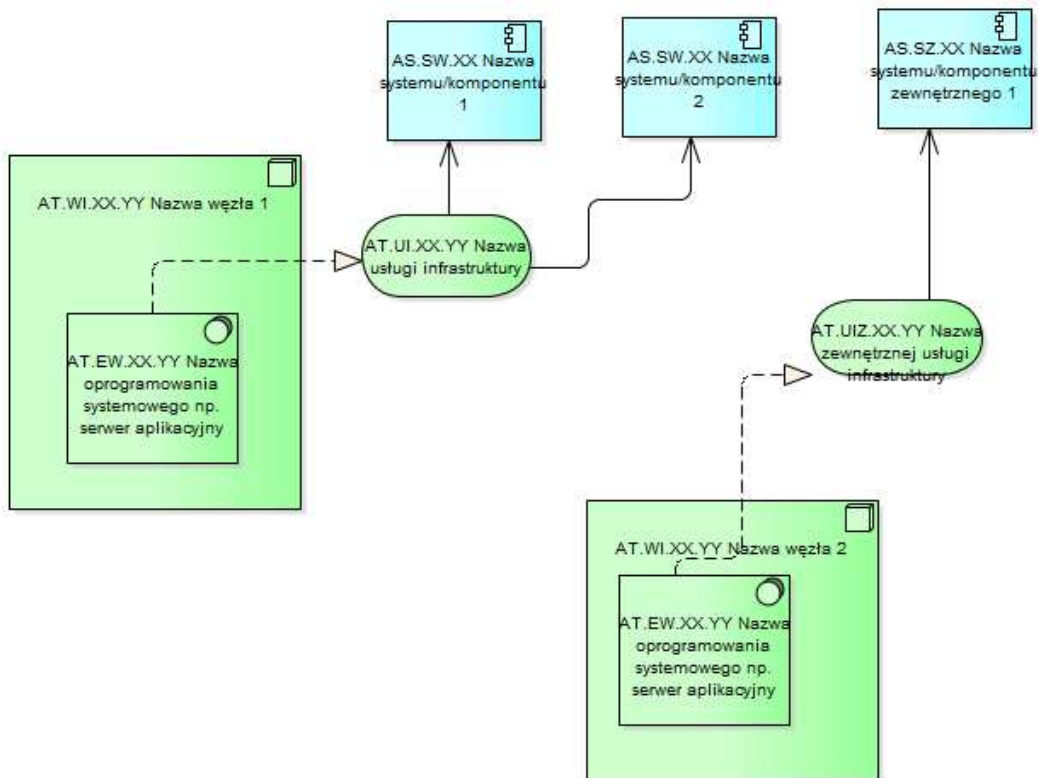 AS.SW.XX Nazwa
systemu/komponentu
1
AS.SW.XX Nazwa
systemu/komponentu
2
AS.SZ.XX Nazwa
systemu/komponentu
zewnętrznego 1
AT.WI.XX.YY Nazwa węzła 1
AT.UI.XX.YY Nazwa
usługi infrastruktury
AT.EW.XX.YY Nazwa
oprogramowania
systemowego np.
serwer aplikacyjny
AT.UIZ.XX.YY Nazwa
zewnętrznej usługi
infrastruktury
AT.WI.XX.YY Nazwa węzła 2
AT.EW.XX.YY Nazwa
oprogramowania
systemowego np.
serwer aplikacyjny